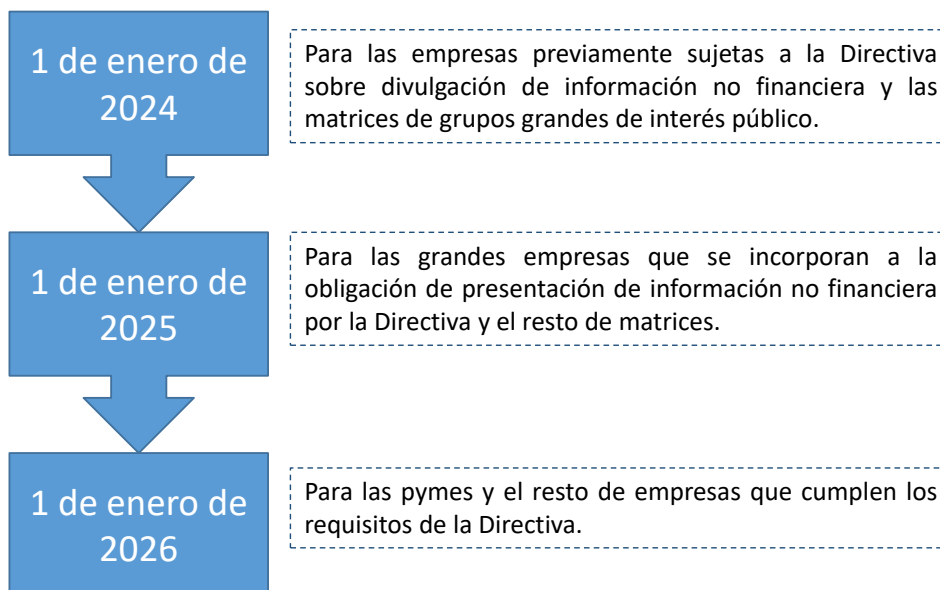 1 de enero de
2024
Para las empresas previamente sujetas a la Directiva
sobre divulgación de información no financiera y las
matrices de grupos grandes de interés público.
1 de enero de
2025
Para las grandes empresas que se incorporan a la
obligación de presentación de información no financiera
por la Directiva y el resto de matrices.
1 de enero de
2026
Para las pymes y el resto de empresas que cumplen los
requisitos de la Directiva.